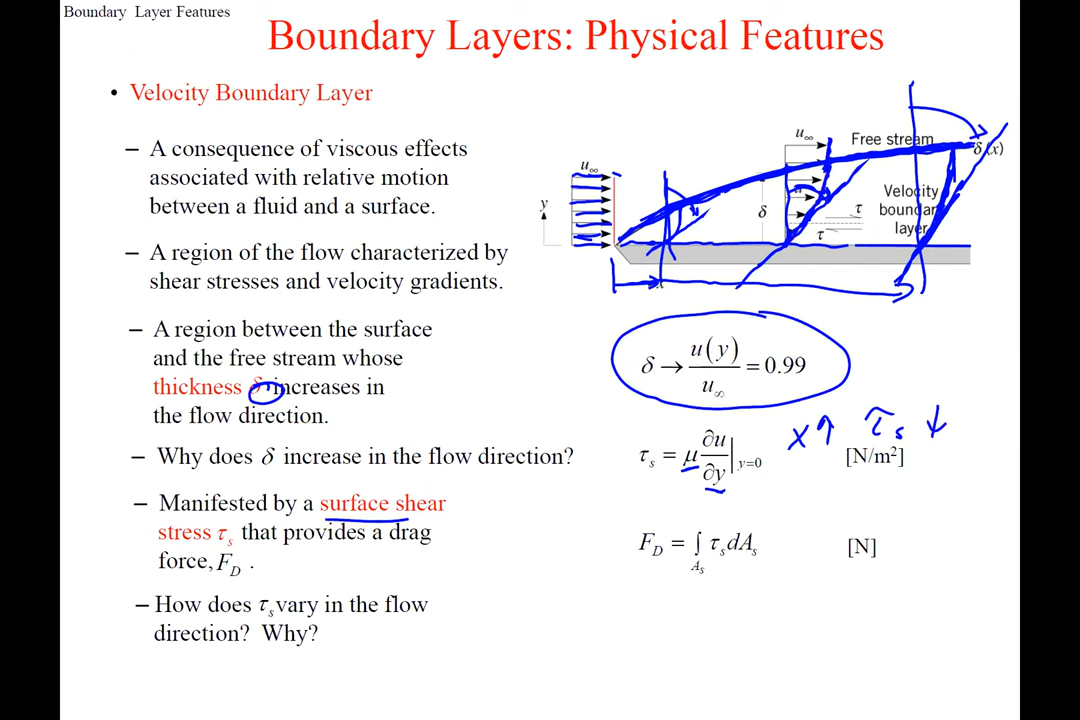 Boundary Layer Features
Boundary Layers: Physical Features
• Velocity Boundary Layer
– A consequence of viscous effects
associated with relative motion
between a fluid and a surface.
– A region of the flow characterized by
shear stresses and velocity gradients.
– A region between the surface
and the free stream whose
thickness δ increases in
the flow direction.
– Why does δ increase in the flow direction?
– Manifested by a surface shear
stress τs that provides a drag
force, FD .
– How does τs vary in the flow
direction? Why?
u∞
y
u∞
Free stream
δ(x)
u
Velocity
boundary
layer
δ
τ
τ
x
δ → u(y)/u∞ = 0.99
x↑ τs ↓
τs = μ ∂u/∂y |y=0 [N/m²]
FD = ∫As τs dAs [N]